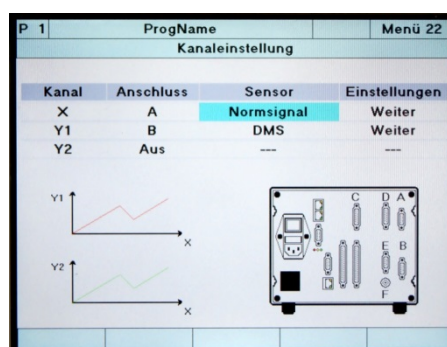 P 1 ProgName Menü 22
Kanaleinstellung
Kanal Anschluss Sensor Einstellungen
X A Normsignal Weiter
Y1 B DMS Weiter
Y2 Aus --- ---
Y1
X
Y2
X
C D A
E B
F